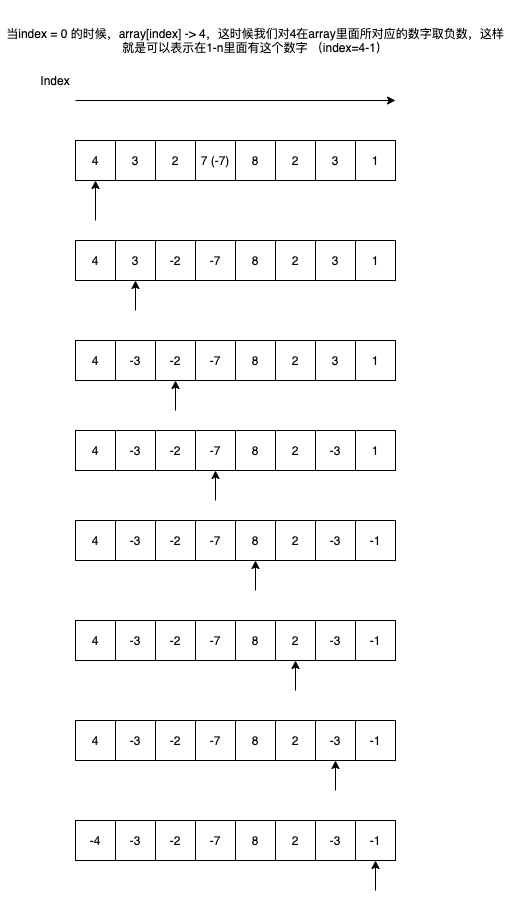 当index = 0 的时候，array[index] -> 4，这时候我们对4在array里面所对应的数字取负数，这样
就是可以表示在1-n里面有这个数字 （index=4-1）
Index
4 3 2 7 (-7) 8 2 3 1
4 3 -2 -7 8 2 3 1
4 -3 -2 -7 8 2 3 1
4 -3 -2 -7 8 2 -3 1
4 -3 -2 -7 8 2 -3 -1
4 -3 -2 -7 8 2 -3 -1
4 -3 -2 -7 8 2 -3 -1
-4 -3 -2 -7 8 2 -3 -1